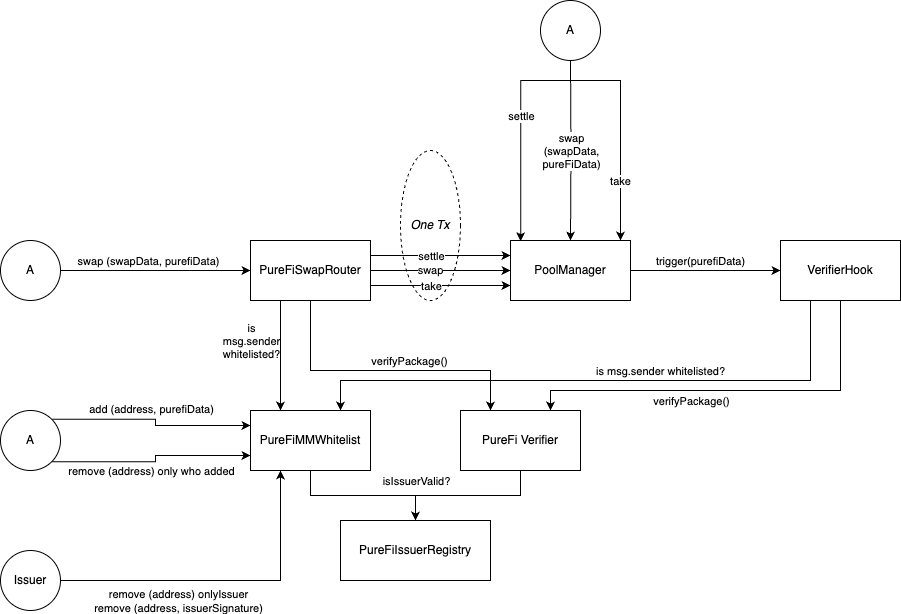 A
settle
swap
(swapData,
pureFiData)
take
One Tx
A
swap (swapData, purefiData)
PureFiSwapRouter
settle
swap
take
PoolManager
trigger(purefiData)
VerifierHook
is
msg.sender
whitelisted?
verifyPackage()
is msg.sender whitelisted?
verifyPackage()
A
add (address, purefiData)
remove (address) only who added
PureFiMMWhitelist
PureFi Verifier
isIssuerValid?
PureFiIssuerRegistry
Issuer
remove (address) onlyIssuer
remove (address, issuerSignature)